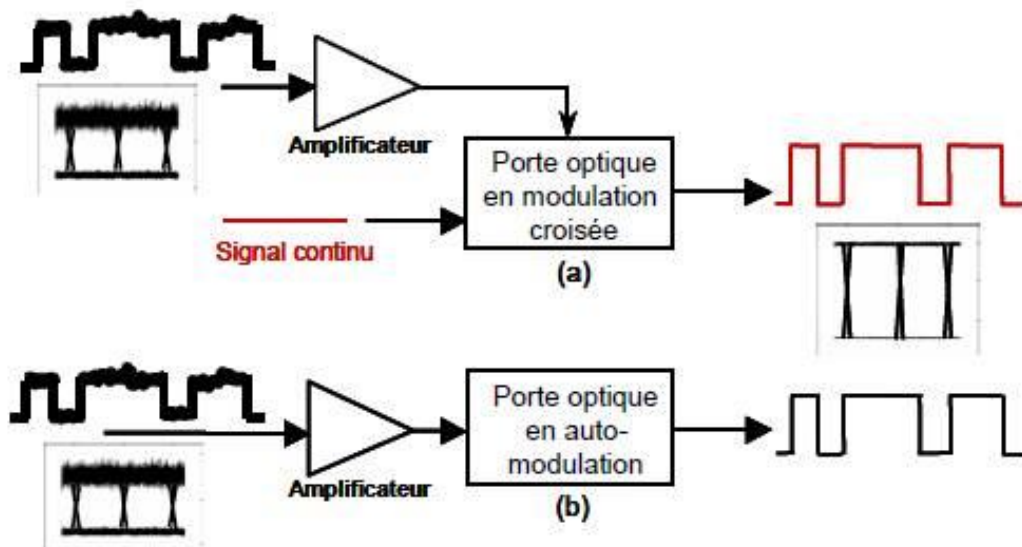 Amplificateur
Porte optique
en modulation
croisée
Signal continu
(a)
Porte optique
en auto-
modulation
Amplificateur
(b)